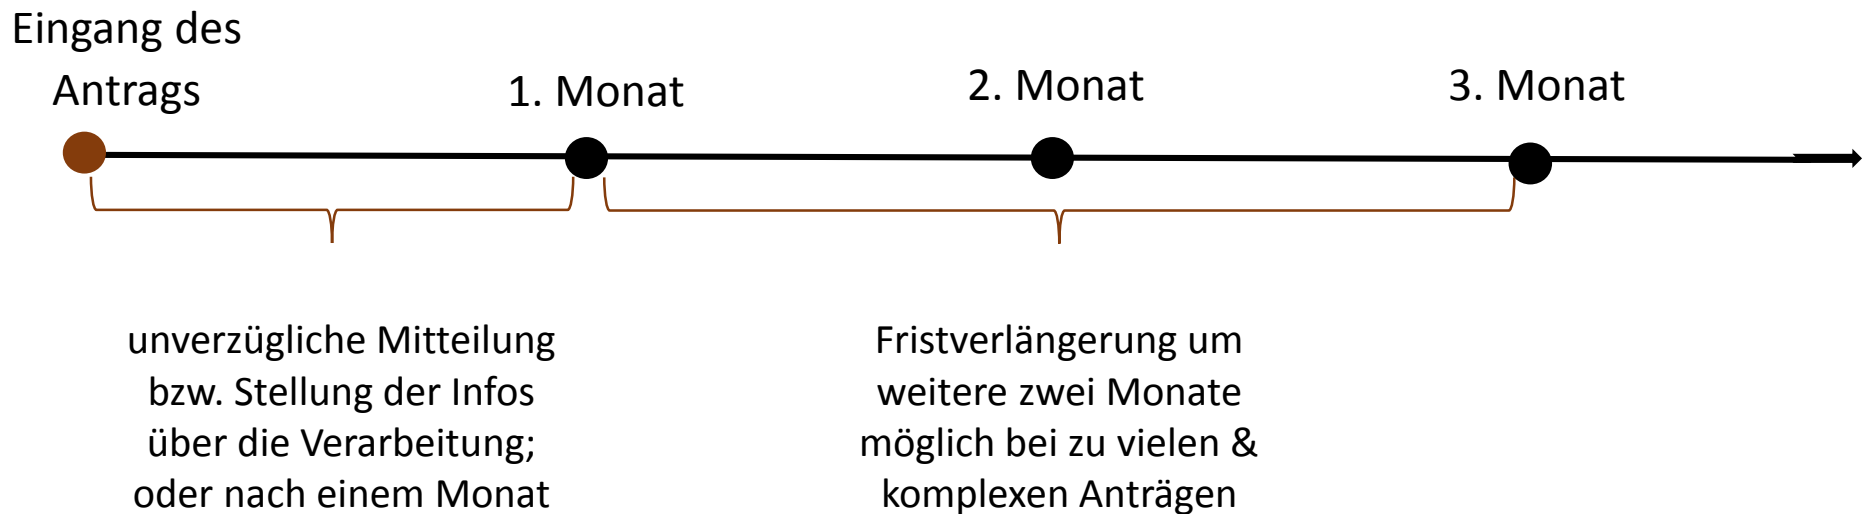 Eingang des
Antrags
1. Monat
2. Monat
3. Monat
unverzügliche Mitteilung
bzw. Stellung der Infos
über die Verarbeitung;
oder nach einem Monat
Fristverlängerung um
weitere zwei Monate
möglich bei zu vielen &
komplexen Anträgen